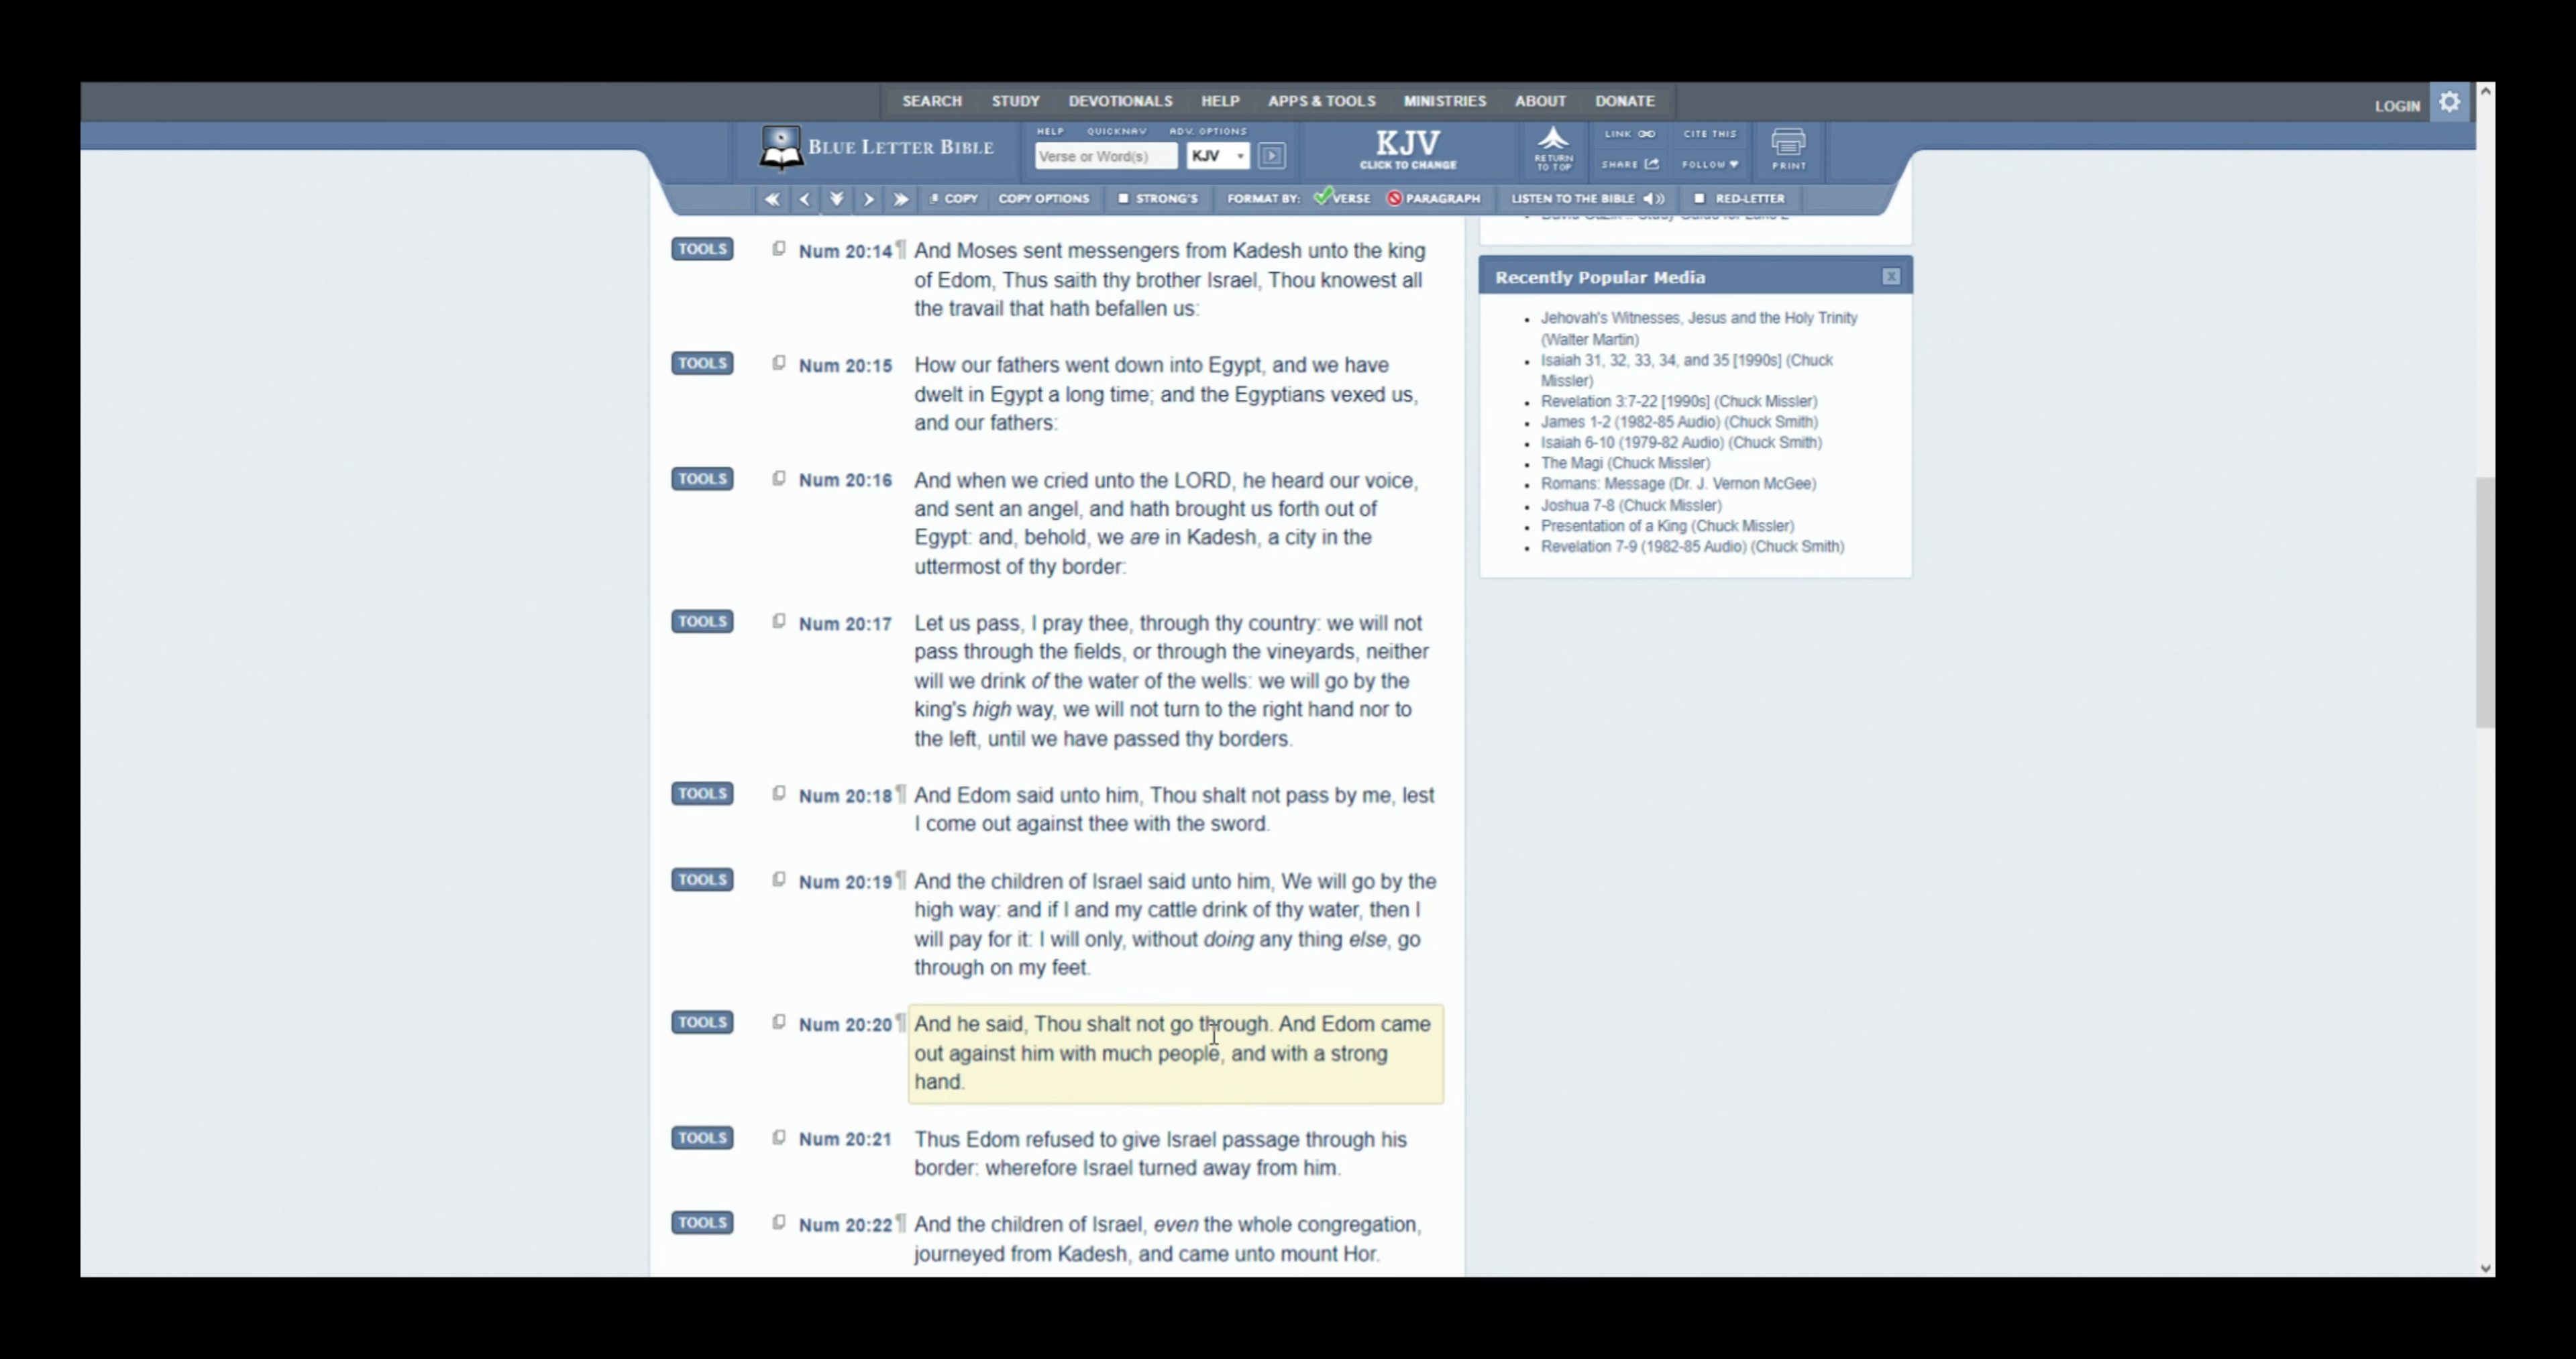 SEARCH STUDY DEVOTIONALS HELP APPS & TOOLS MINISTRIES ABOUT DONATE
LOGIN
BLUE LETTER BIBLE
HELP QUICKNAV ADV. OPTIONS
Verse or Word(s) KJV
KJV
CLICK TO CHANGE
RETURN
TO TOP
LINK CITE THIS
SHARE FOLLOW
PRINT
COPY COPY OPTIONS STRONG'S FORMAT BY: VERSE PARAGRAPH LISTEN TO THE BIBLE RED-LETTER
TOOLS Num 20:14 ¶ And Moses sent messengers from Kadesh unto the king
of Edom, Thus saith thy brother Israel, Thou knowest all
the travail that hath befallen us:
TOOLS Num 20:15 How our fathers went down into Egypt, and we have
dwelt in Egypt a long time; and the Egyptians vexed us,
and our fathers:
TOOLS Num 20:16 And when we cried unto the LORD, he heard our voice,
and sent an angel, and hath brought us forth out of
Egypt: and, behold, we are in Kadesh, a city in the
uttermost of thy border:
TOOLS Num 20:17 Let us pass, I pray thee, through thy country: we will not
pass through the fields, or through the vineyards, neither
will we drink of the water of the wells: we will go by the
king's high way, we will not turn to the right hand nor to
the left, until we have passed thy borders.
TOOLS Num 20:18 ¶ And Edom said unto him, Thou shalt not pass by me, lest
I come out against thee with the sword.
TOOLS Num 20:19 ¶ And the children of Israel said unto him, We will go by the
high way: and if I and my cattle drink of thy water, then I
will pay for it: I will only, without doing any thing else, go
through on my feet.
TOOLS Num 20:20 ¶ And he said, Thou shalt not go through. And Edom came
out against him with much people, and with a strong
hand.
TOOLS Num 20:21 Thus Edom refused to give Israel passage through his
border: wherefore Israel turned away from him.
TOOLS Num 20:22 ¶ And the children of Israel, even the whole congregation,
journeyed from Kadesh, and came unto mount Hor.
Recently Popular Media
Jehovah's Witnesses, Jesus and the Holy Trinity
(Walter Martin)
Isaiah 31, 32, 33, 34, and 35 [1990s] (Chuck
Missler)
Revelation 3:7-22 [1990s] (Chuck Missler)
James 1-2 (1982-85 Audio) (Chuck Smith)
Isaiah 6-10 (1979-82 Audio) (Chuck Smith)
The Magi (Chuck Missler)
Romans: Message (Dr. J. Vernon McGee)
Joshua 7-8 (Chuck Missler)
Presentation of a King (Chuck Missler)
Revelation 7-9 (1982-85 Audio) (Chuck Smith)